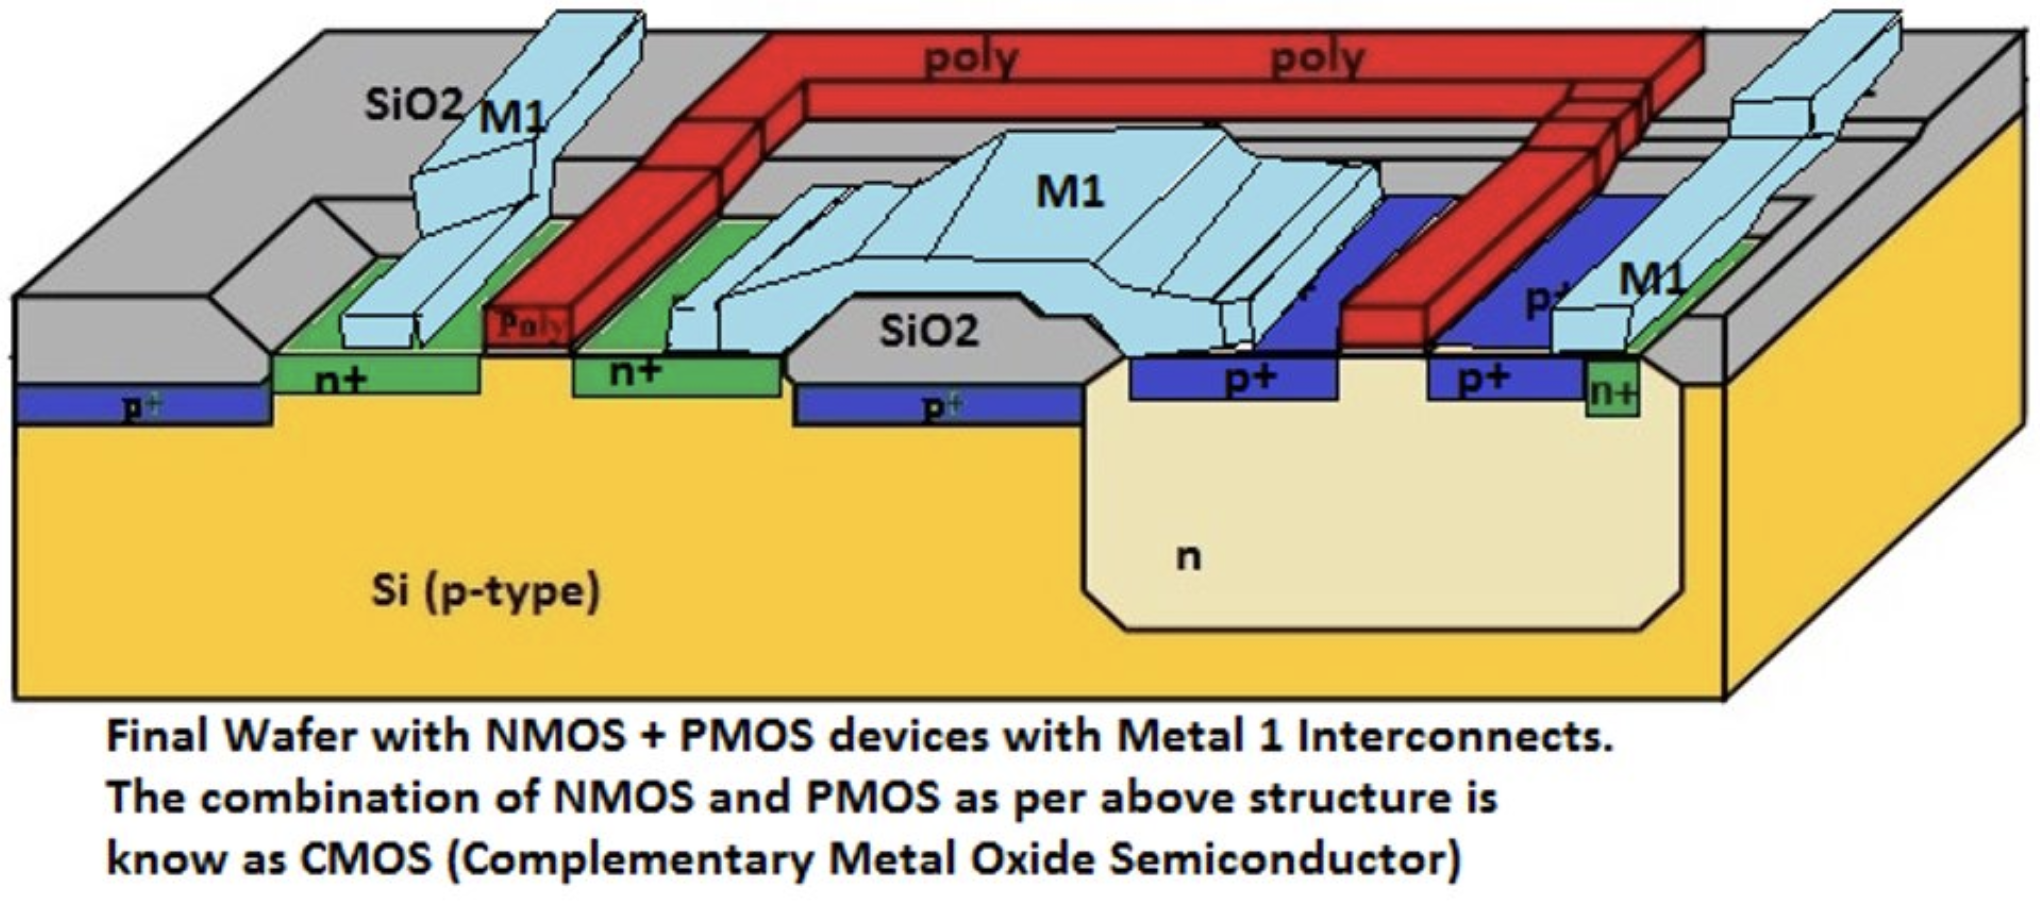 poly poly
SiO2 M1
M1
M1
p+
Poly
SiO2
n+ n+ p+ p+ n+
p+ p+
n
Si (p-type)
Final Wafer with NMOS + PMOS devices with Metal 1 Interconnects.
The combination of NMOS and PMOS as per above structure is
know as CMOS (Complementary Metal Oxide Semiconductor)